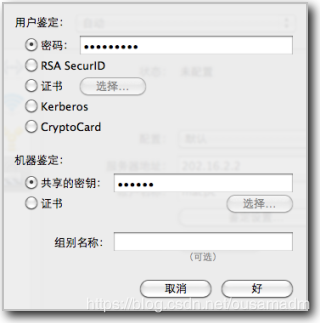 用户鉴定：
密码：
RSA SecurID
证书 选择...
Kerberos
CryptoCard
机器鉴定：
共享的密钥：
证书 选择...
组别名称：
（可选）
取消 好
https://blog.csdn.net/ousamadm